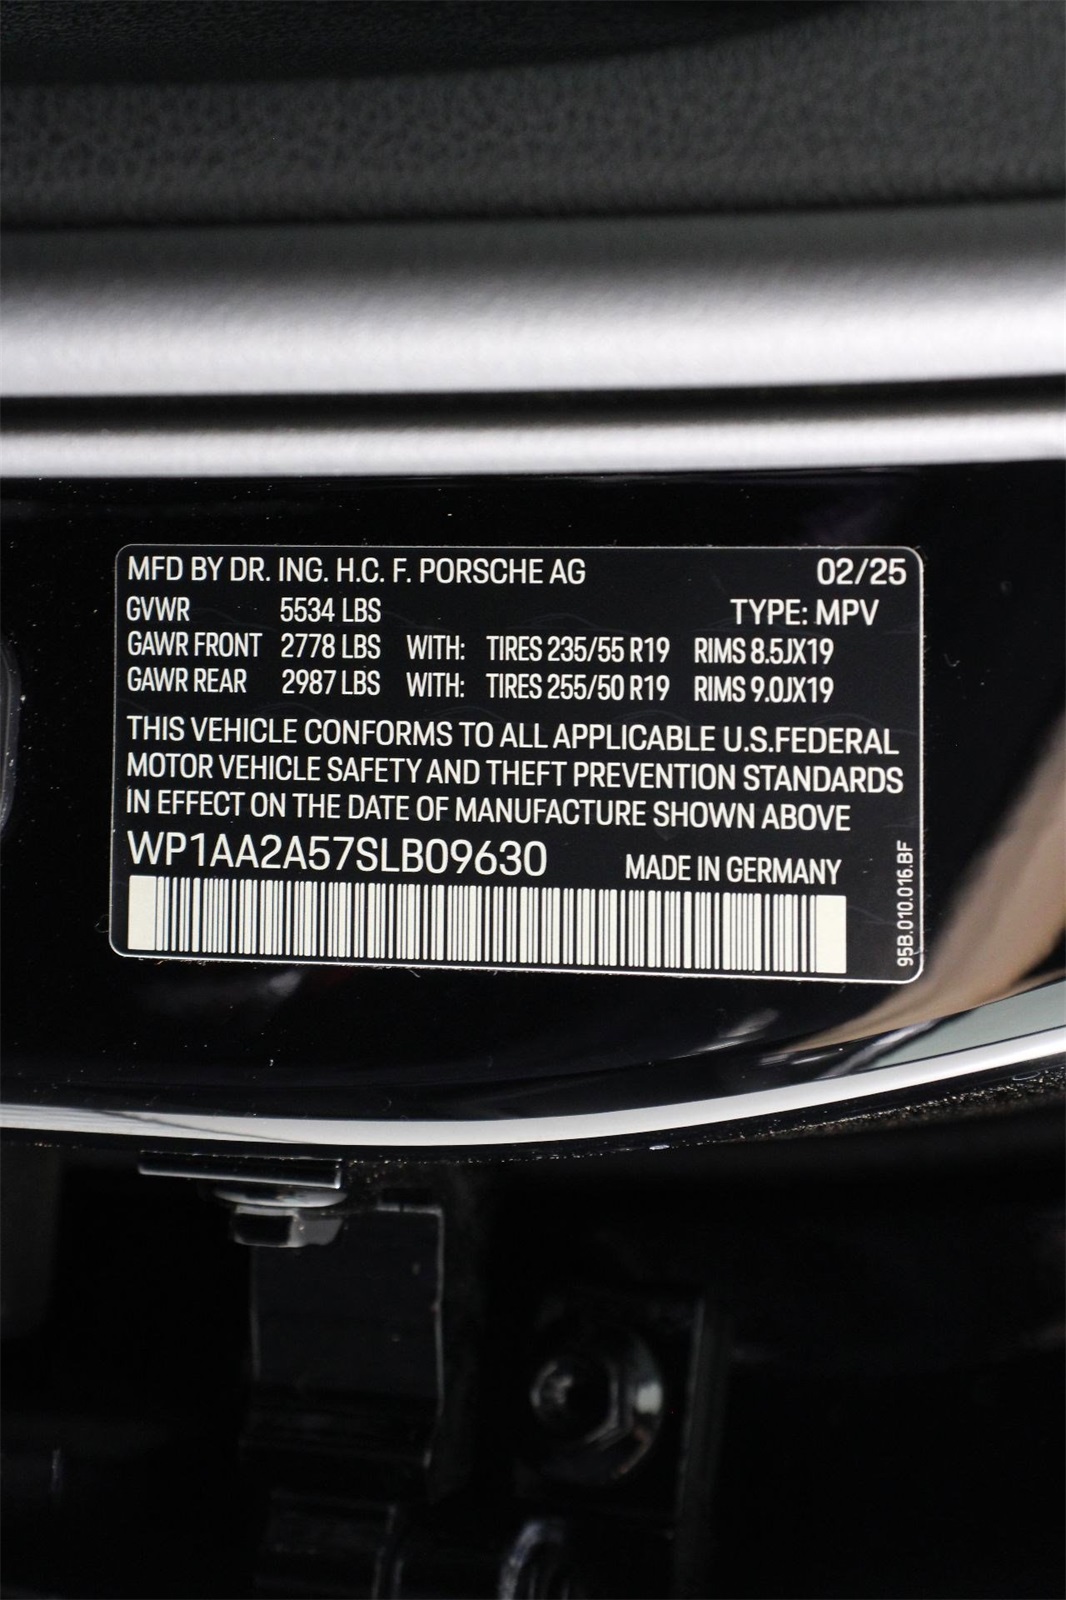 MFD BY DR. ING. H.C. F. PORSCHE AG 02/25
GVWR 5534 LBS TYPE: MPV
GAWR FRONT 2778 LBS WITH: TIRES 235/55 R19 RIMS 8.5JX19
GAWR REAR 2987 LBS WITH: TIRES 255/50 R19 RIMS 9.0JX19
THIS VEHICLE CONFORMS TO ALL APPLICABLE U.S.FEDERAL
MOTOR VEHICLE SAFETY AND THEFT PREVENTION STANDARDS
IN EFFECT ON THE DATE OF MANUFACTURE SHOWN ABOVE
WP1AA2A57SLB09630 MADE IN GERMANY
95B.010.016.BF